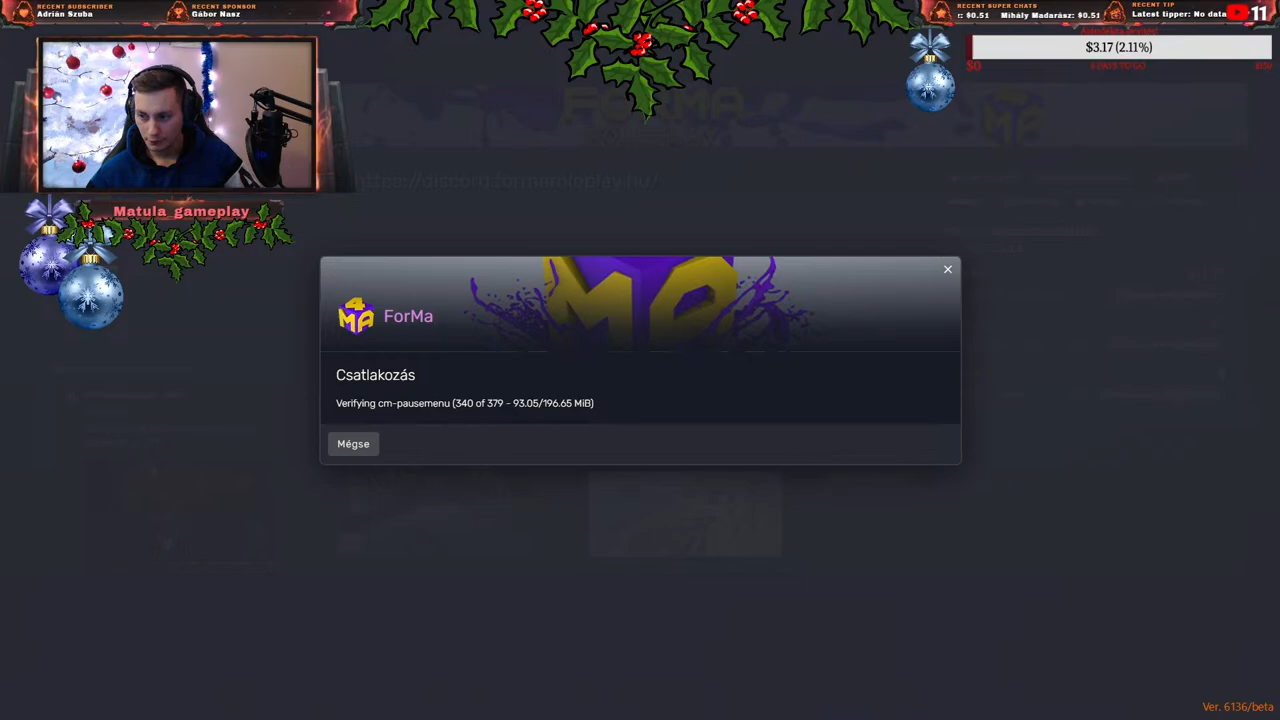 RECENT SUBSCRIBER
Adrián Szuba
RECENT SPONSOR
Gábor Nasz
RECENT SUPER CHATS
r: $0.51 Mihály Madarász: $0.51
RECENT TIP
Latest tipper: No data
11
$3.17 (2.11%)
$0
Matula gameplay
4
MA
ForMa
Csatlakozás
Verifying cm-pausemenu (340 of 379 - 93.05/196.65 MiB)
Mégse
Ver. 6136/beta